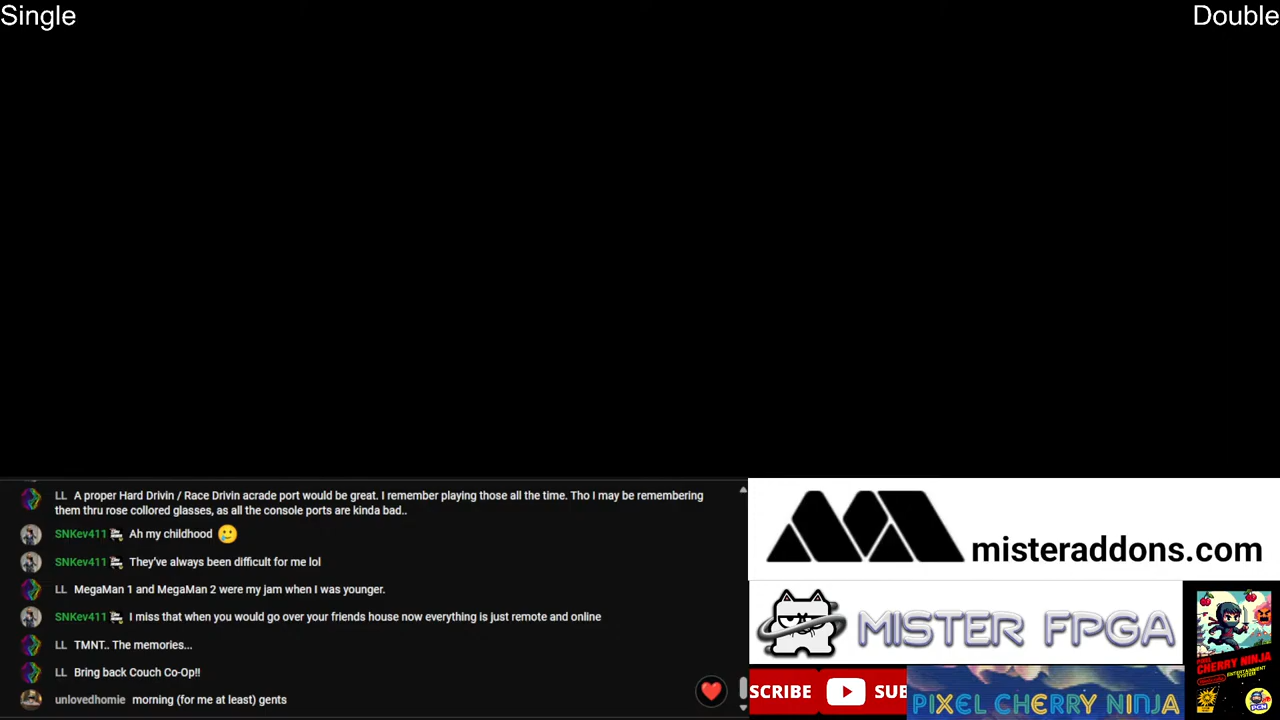 Single
Double
LL A proper Hard Drivin / Race Drivin acrade port would be great. I remember playing those all the time. Tho I may be remembering
them thru rose collored glasses, as all the console ports are kinda bad..
SNKev411 Ah my childhood
SNKev411 They've always been difficult for me lol
LL MegaMan 1 and MegaMan 2 were my jam when I was younger.
SNKev411 I miss that when you would go over your friends house now everything is just remote and online
LL TMNT.. The memories...
LL Bring back Couch Co-Op!!
unlovedhomie morning (for me at least) gents
misteraddons.com
MISTER FPGA
SCRIBE
SUB
PIXEL CHERRY NINJA
PIXEL
CHERRY NINJA
ENTERTAINMENT
SYSTEM
PCN